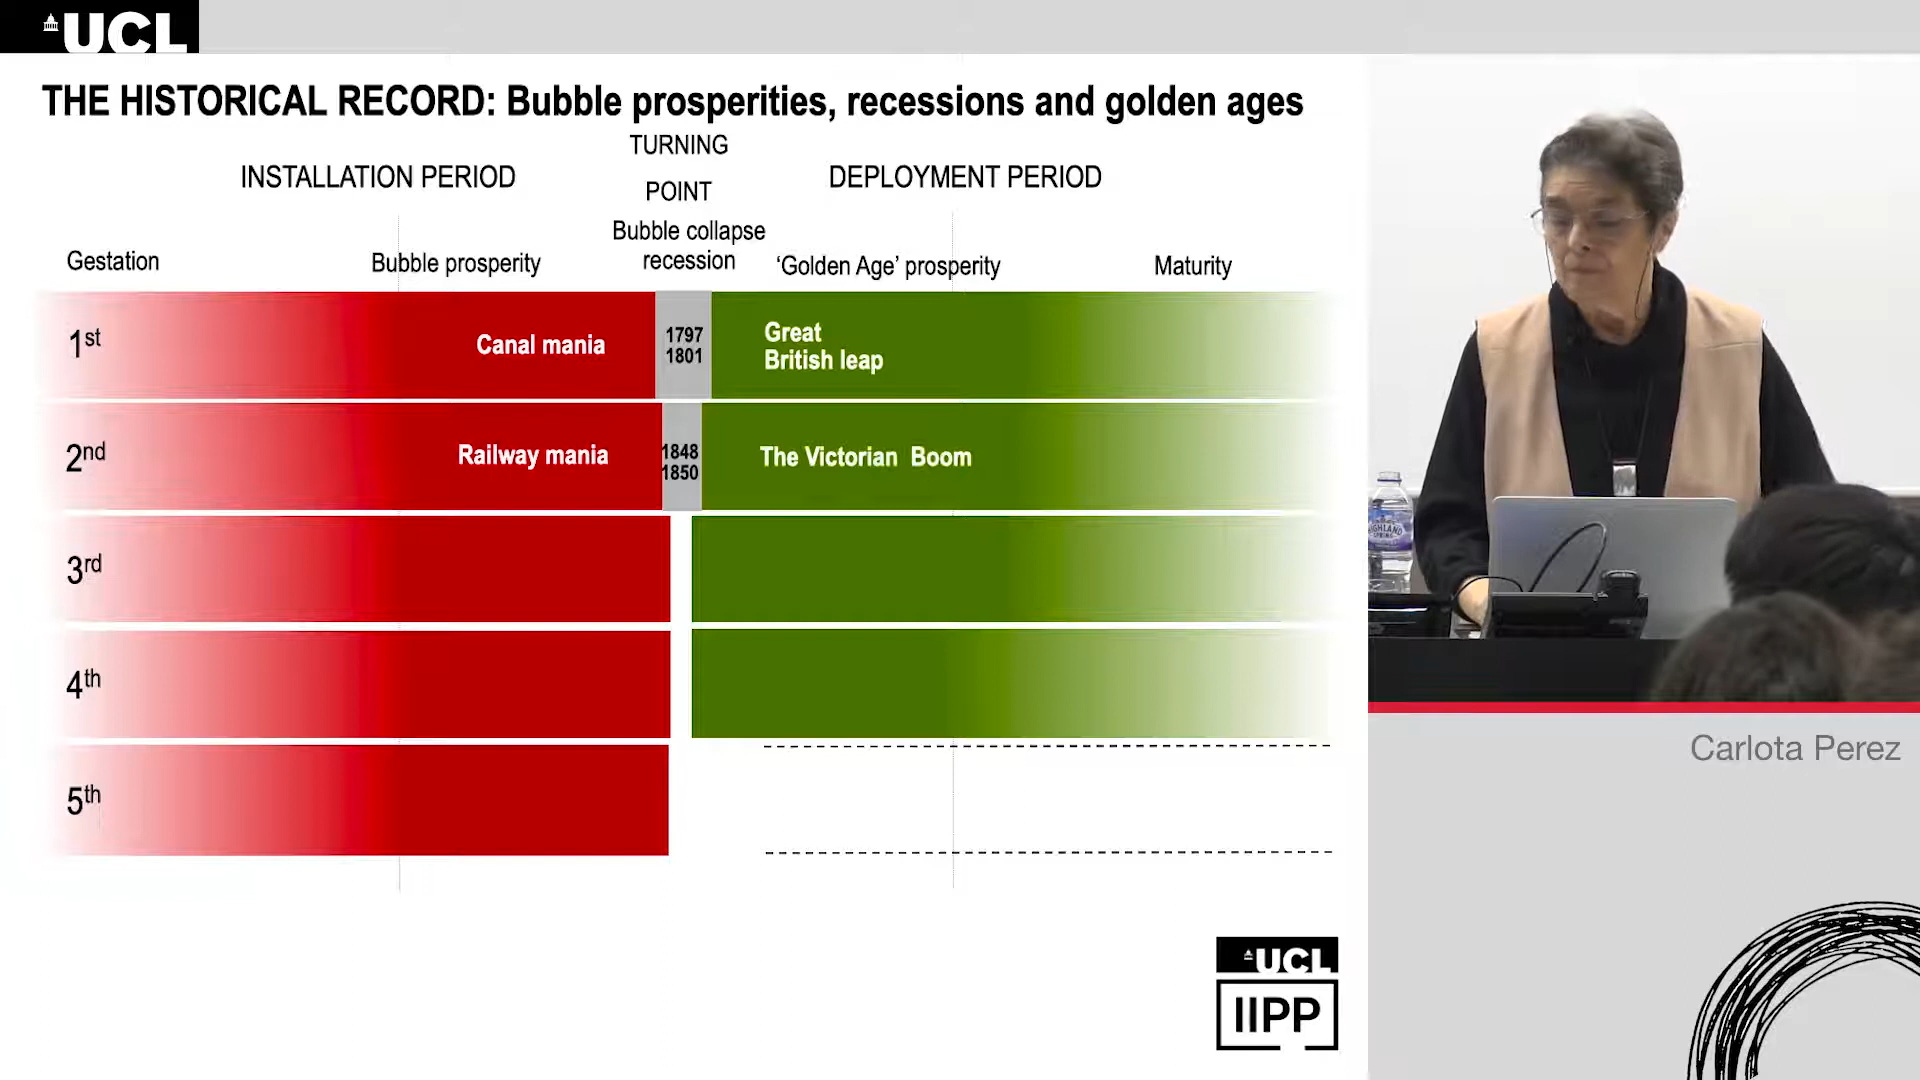 UCL
THE HISTORICAL RECORD: Bubble prosperities, recessions and golden ages
INSTALLATION PERIOD
TURNING
POINT
DEPLOYMENT PERIOD
Gestation
Bubble prosperity
Bubble collapse
recession
‘Golden Age’ prosperity
Maturity
1st
Canal mania
1797
1801
Great
British leap
2nd
Railway mania
1848
1850
The Victorian Boom
3rd
4th
5th
HIGHLAND
SPRING
Carlota Perez
UCL
IIPP